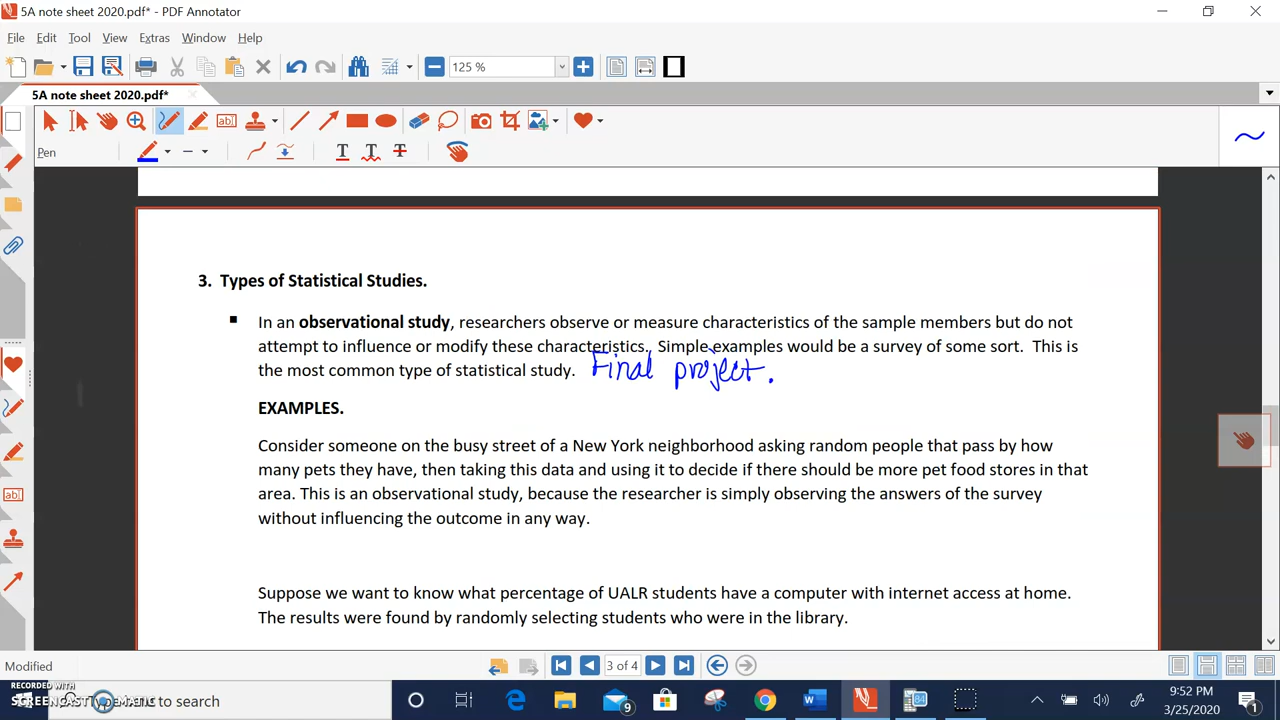 5A note sheet 2020.pdf* - PDF Annotator
File Edit Tool View Extras Window Help
125 %
5A note sheet 2020.pdf*
Pen
3. Types of Statistical Studies.
In an observational study, researchers observe or measure characteristics of the sample members but do not
attempt to influence or modify these characteristics. Simple examples would be a survey of some sort. This is
the most common type of statistical study. Final project.
EXAMPLES.
Consider someone on the busy street of a New York neighborhood asking random people that pass by how
many pets they have, then taking this data and using it to decide if there should be more pet food stores in that
area. This is an observational study, because the researcher is simply observing the answers of the survey
without influencing the outcome in any way.
Suppose we want to know what percentage of UALR students have a computer with internet access at home.
The results were found by randomly selecting students who were in the library.
Modified
3 of 4
RECORDED WITH
SCREENCAST-O-MATIC
Type here to search
9
84
9:52 PM
3/25/2020
1